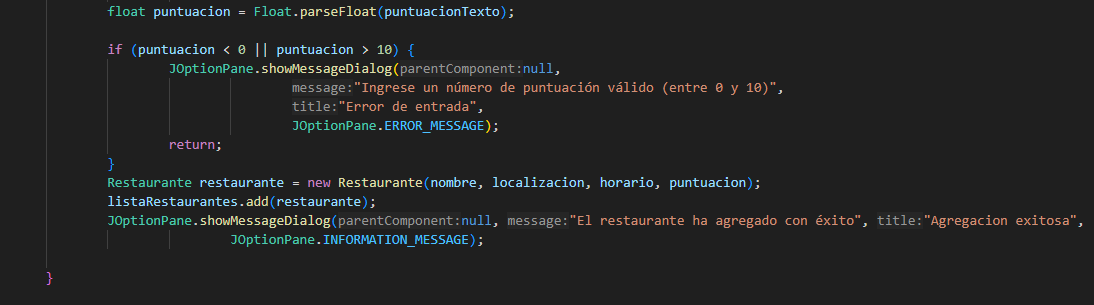 float puntuacion = Float.parseFloat(puntuacionTexto);
if (puntuacion < 0 || puntuacion > 10) {
JOptionPane.showMessageDialog(parentComponent:null,
message:"Ingrese un número de puntuación válido (entre 0 y 10)",
title:"Error de entrada",
JOptionPane.ERROR_MESSAGE);
return;
}
Restaurante restaurante = new Restaurante(nombre, localizacion, horario, puntuacion);
listaRestaurantes.add(restaurante);
JOptionPane.showMessageDialog(parentComponent:null, message:"El restaurante ha agregado con éxito", title:"Agregacion exitosa",
JOptionPane.INFORMATION_MESSAGE);
}